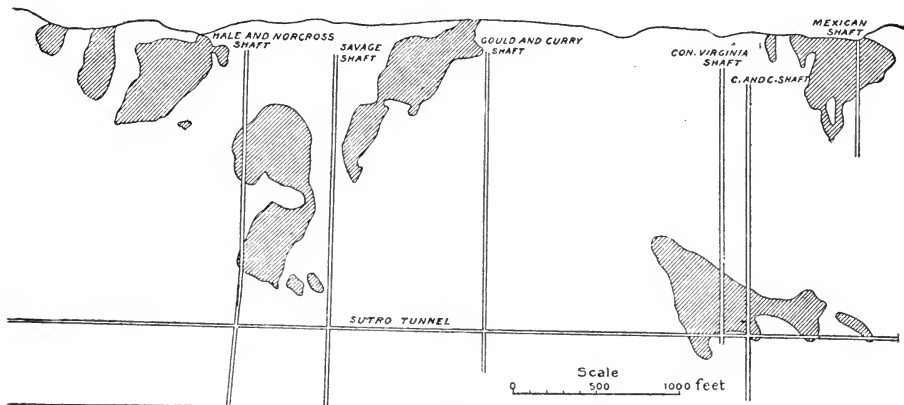 HALE AND NORCROSS
SHAFT
SAVAGE
SHAFT
GOULD AND CURRY
SHAFT
CON. VIRGINIA
SHAFT
C. AND C. SHAFT
MEXICAN
SHAFT
SUTRO TUNNEL
Scale
0 500 1000 feet